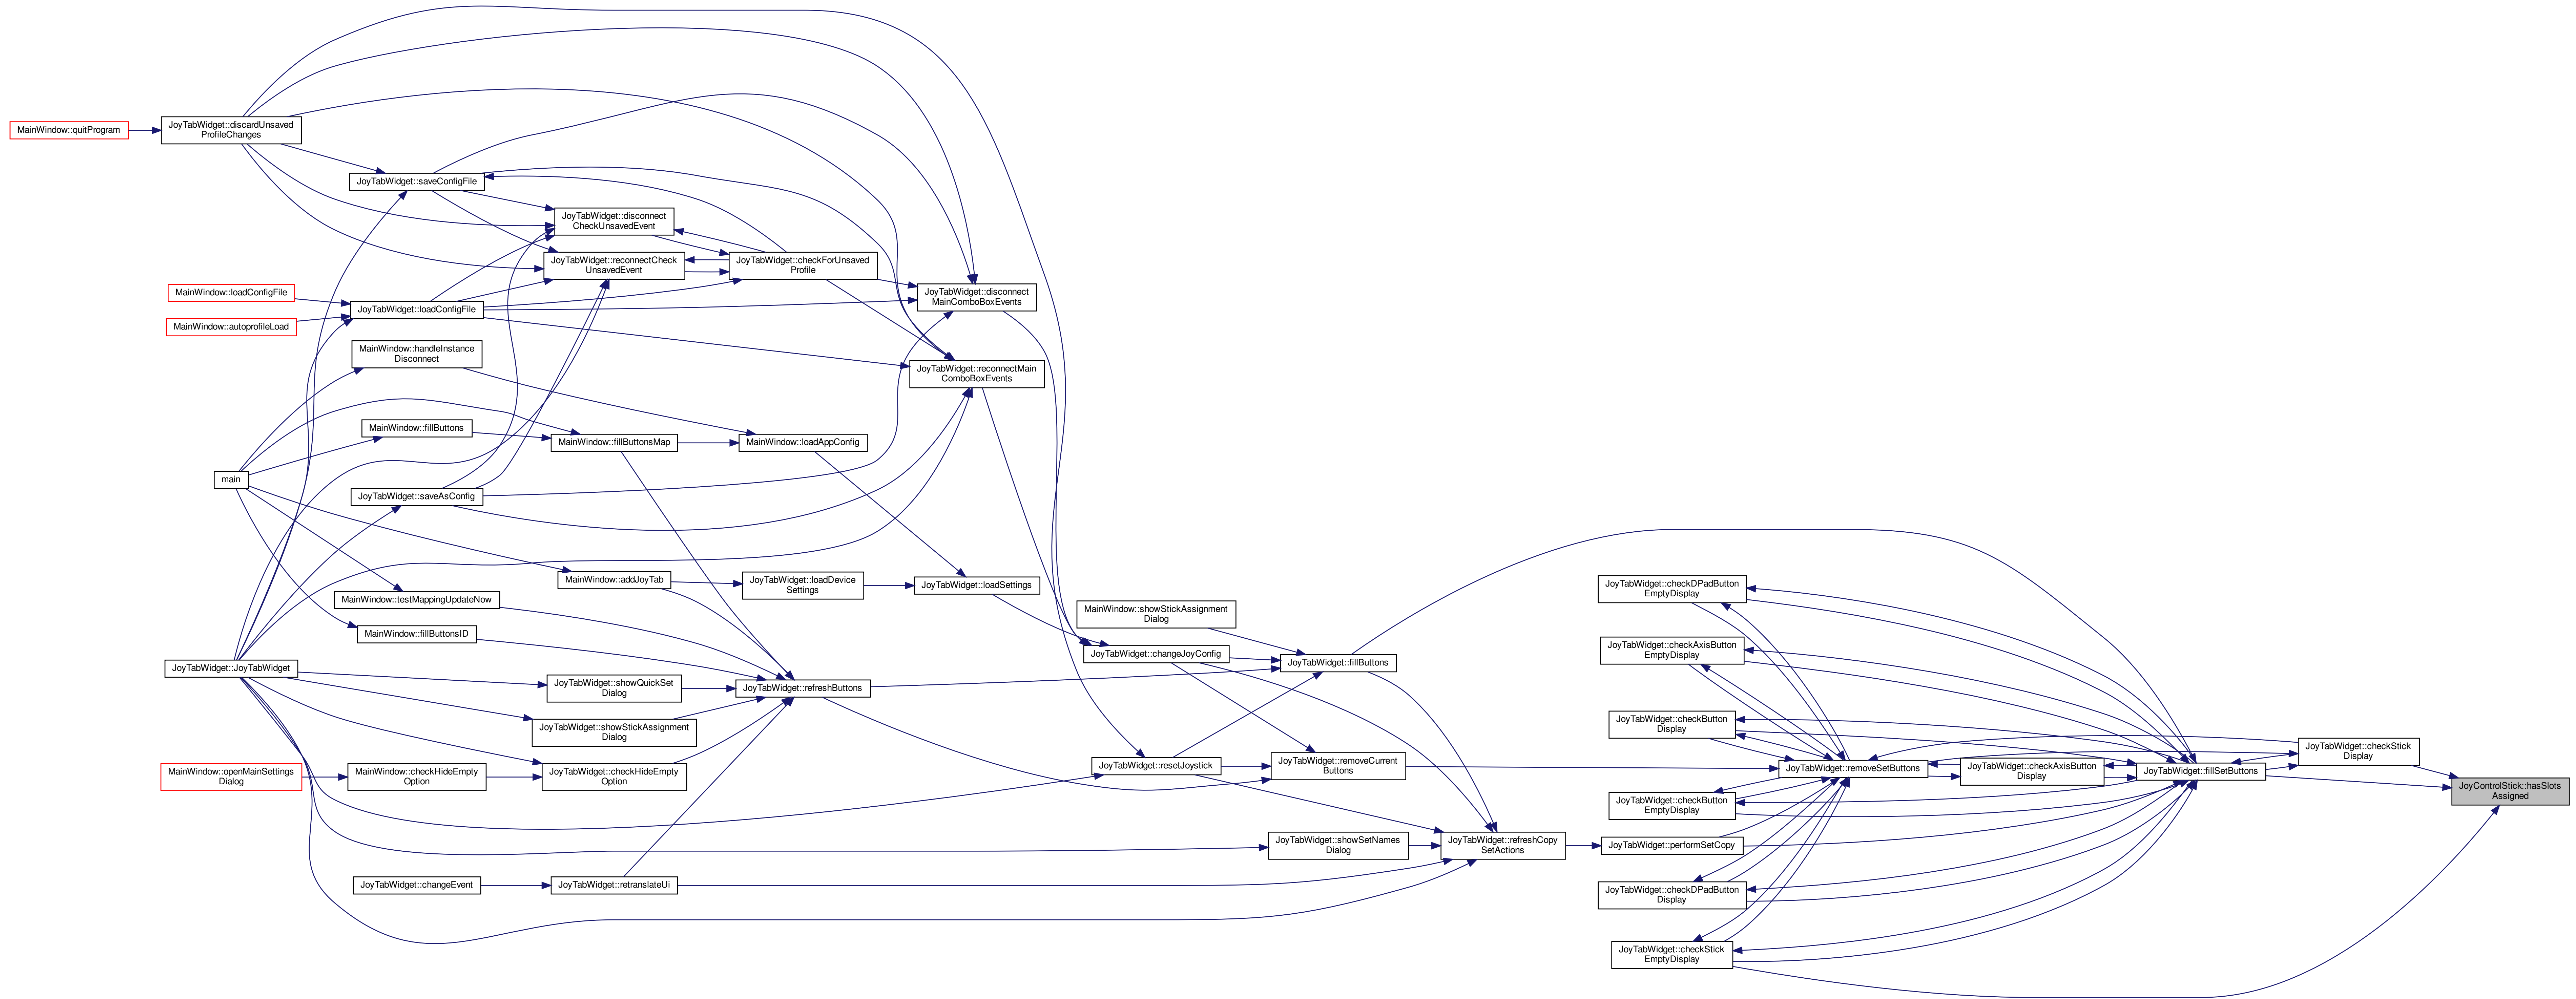 MainWindow::quitProgram
JoyTabWidget::discardUnsaved
ProfileChanges
JoyTabWidget::saveConfigFile
JoyTabWidget::disconnect
CheckUnsavedEvent
JoyTabWidget::reconnectCheck
UnsavedEvent
JoyTabWidget::checkForUnsaved
Profile
JoyTabWidget::disconnect
MainComboBoxEvents
MainWindow::loadConfigFile
JoyTabWidget::loadConfigFile
MainWindow::autoprofileLoad
MainWindow::handleInstance
Disconnect
JoyTabWidget::reconnectMain
ComboBoxEvents
MainWindow::fillButtons
MainWindow::fillButtonsMap
MainWindow::loadAppConfig
main
JoyTabWidget::saveAsConfig
MainWindow::addJoyTab
JoyTabWidget::loadDevice
Settings
JoyTabWidget::loadSettings
MainWindow::testMappingUpdateNow
MainWindow::showStickAssignment
Dialog
MainWindow::fillButtonsID
JoyTabWidget::changeJoyConfig
JoyTabWidget::fillButtons
JoyTabWidget::JoyTabWidget
JoyTabWidget::showQuickSet
Dialog
JoyTabWidget::refreshButtons
JoyTabWidget::showStickAssignment
Dialog
MainWindow::openMainSettings
Dialog
MainWindow::checkHideEmpty
Option
JoyTabWidget::checkHideEmpty
Option
JoyTabWidget::resetJoystick
JoyTabWidget::removeCurrent
Buttons
JoyTabWidget::showSetNames
Dialog
JoyTabWidget::refreshCopy
SetActions
JoyTabWidget::changeEvent
JoyTabWidget::retranslateUi
JoyTabWidget::checkDPadButton
EmptyDisplay
JoyTabWidget::checkAxisButton
EmptyDisplay
JoyTabWidget::checkButton
Display
JoyTabWidget::removeSetButtons
JoyTabWidget::checkAxisButton
Display
JoyTabWidget::fillSetButtons
JoyTabWidget::checkStick
Display
JoyControlStick::hasSlots
Assigned
JoyTabWidget::checkButton
EmptyDisplay
JoyTabWidget::performSetCopy
JoyTabWidget::checkDPadButton
Display
JoyTabWidget::checkStick
EmptyDisplay